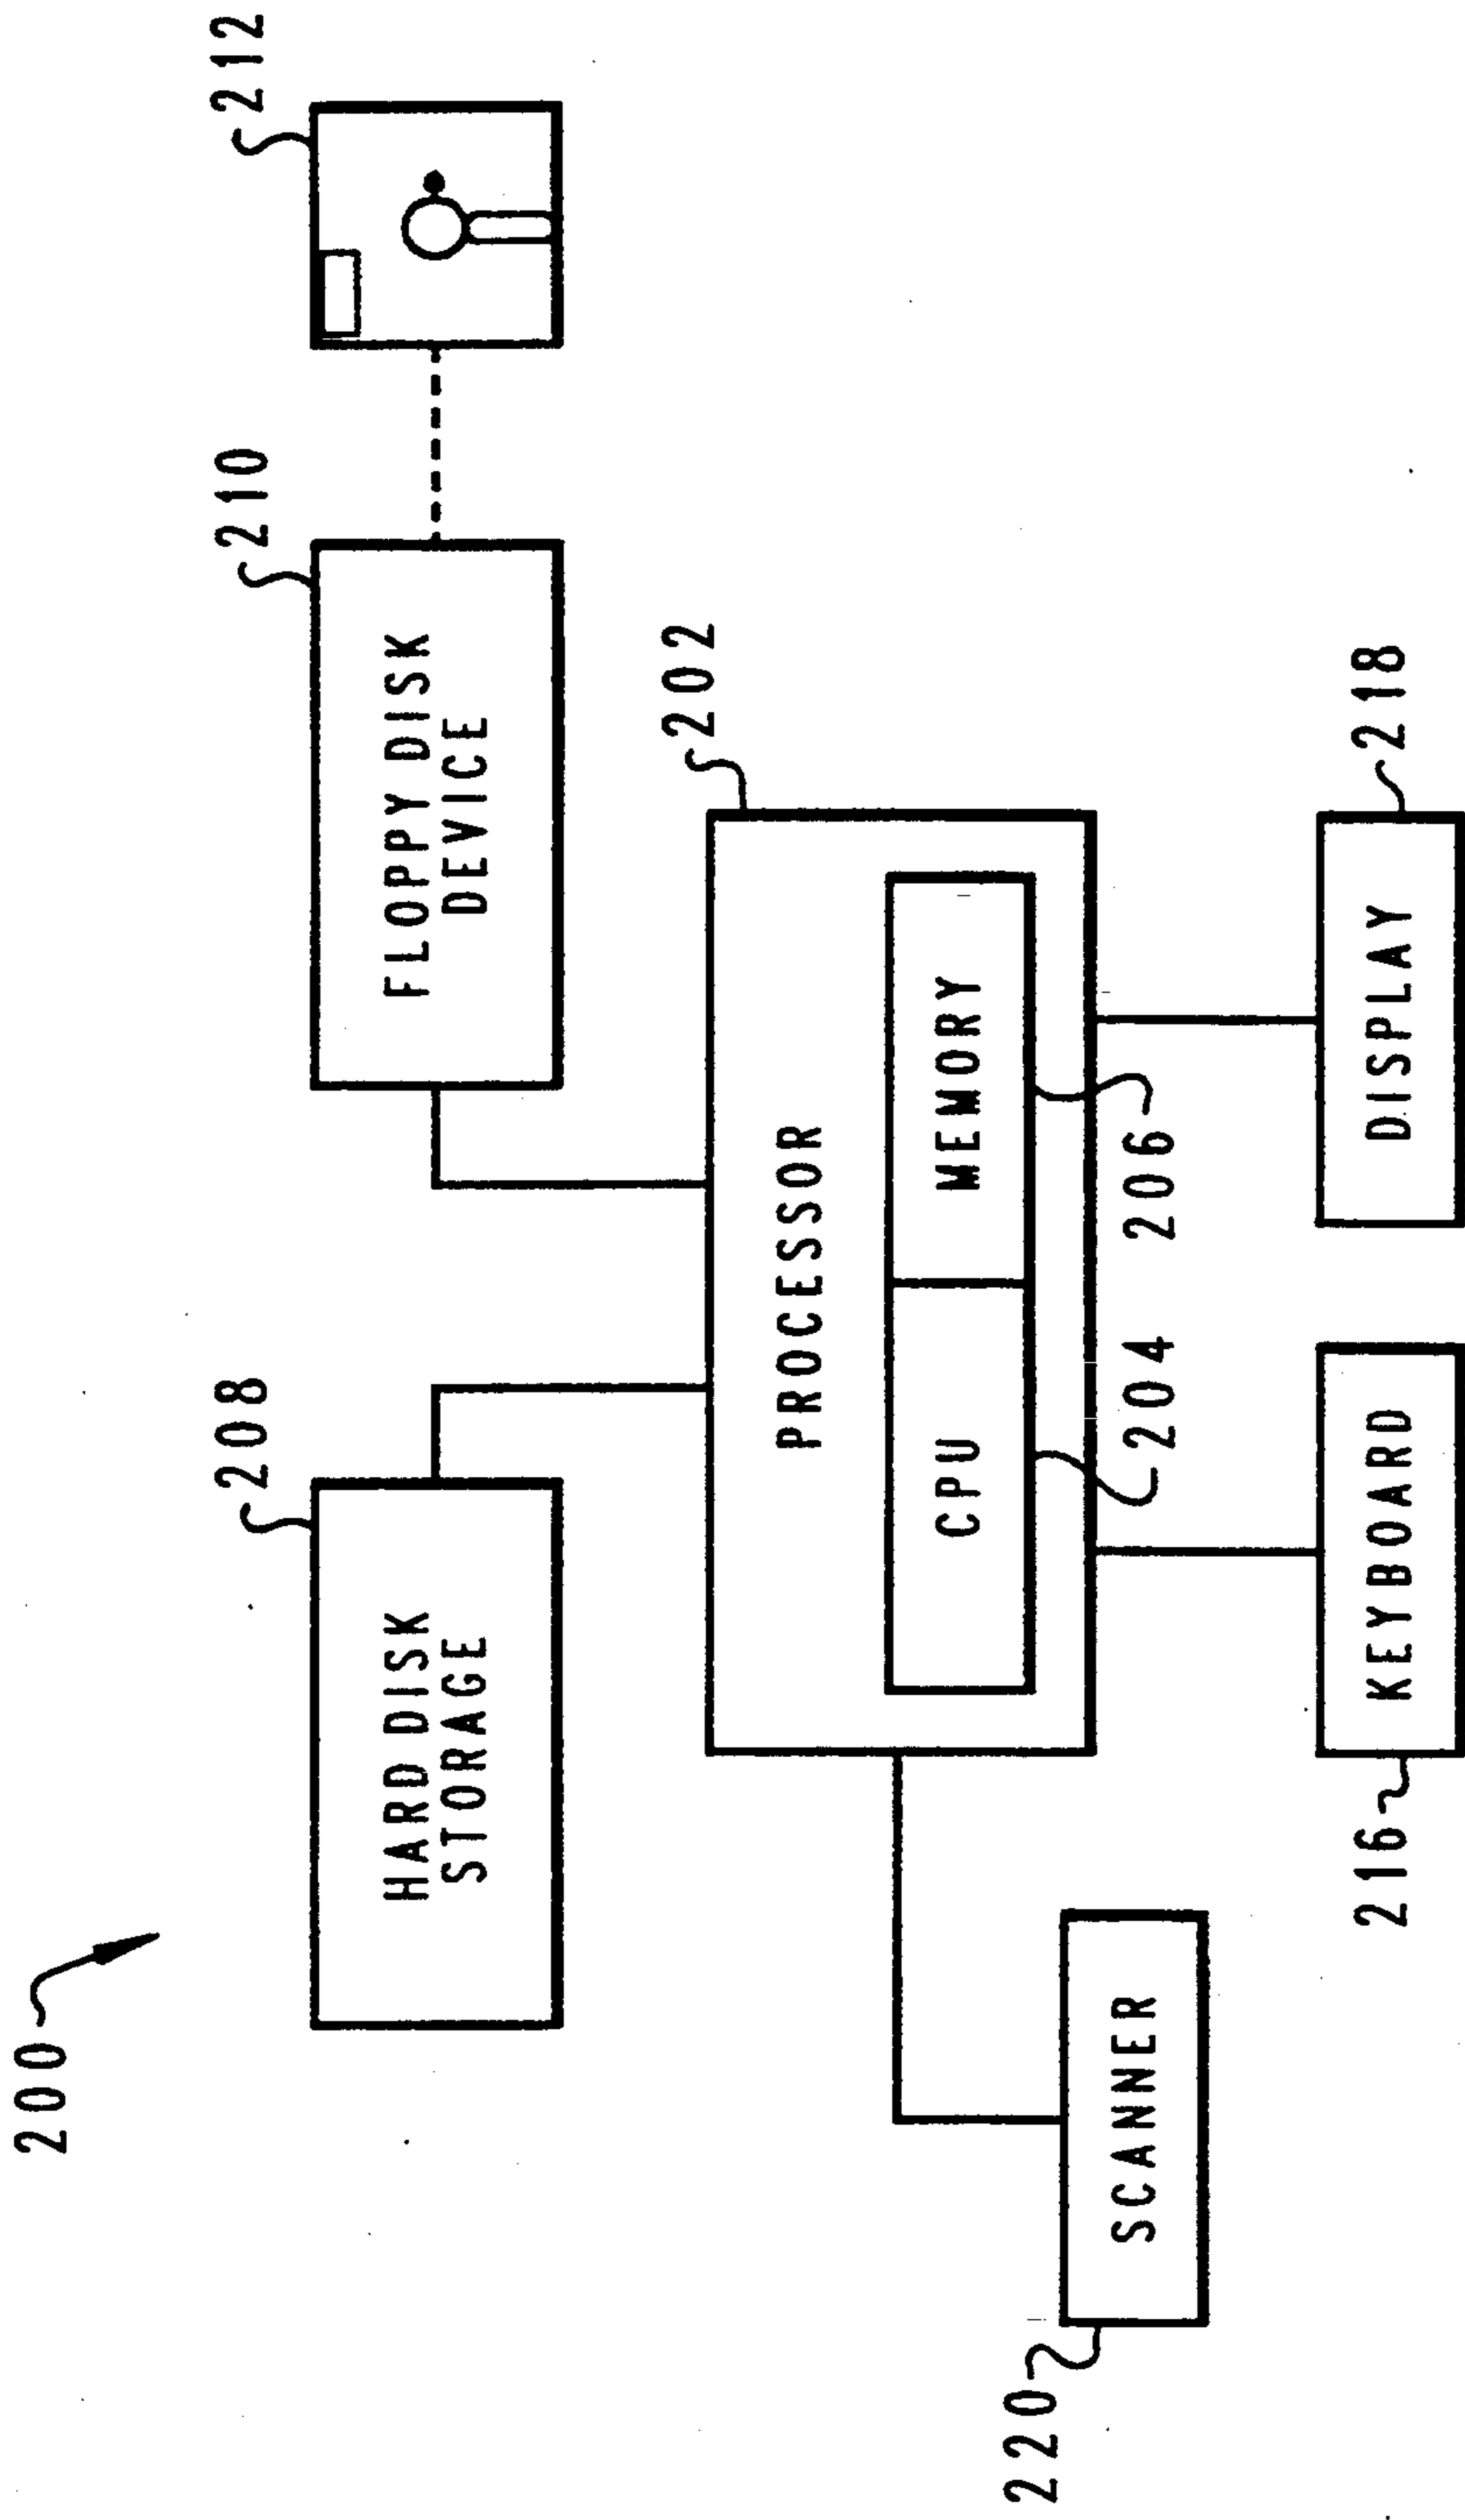 200
208
210
212
HARD DISK
STORAGE
FLOPPY DISK
DEVICE
202
PROCESSOR
CPU
MEMORY
220
SCANNER
204
206
216
KEYBOARD
218
DISPLAY